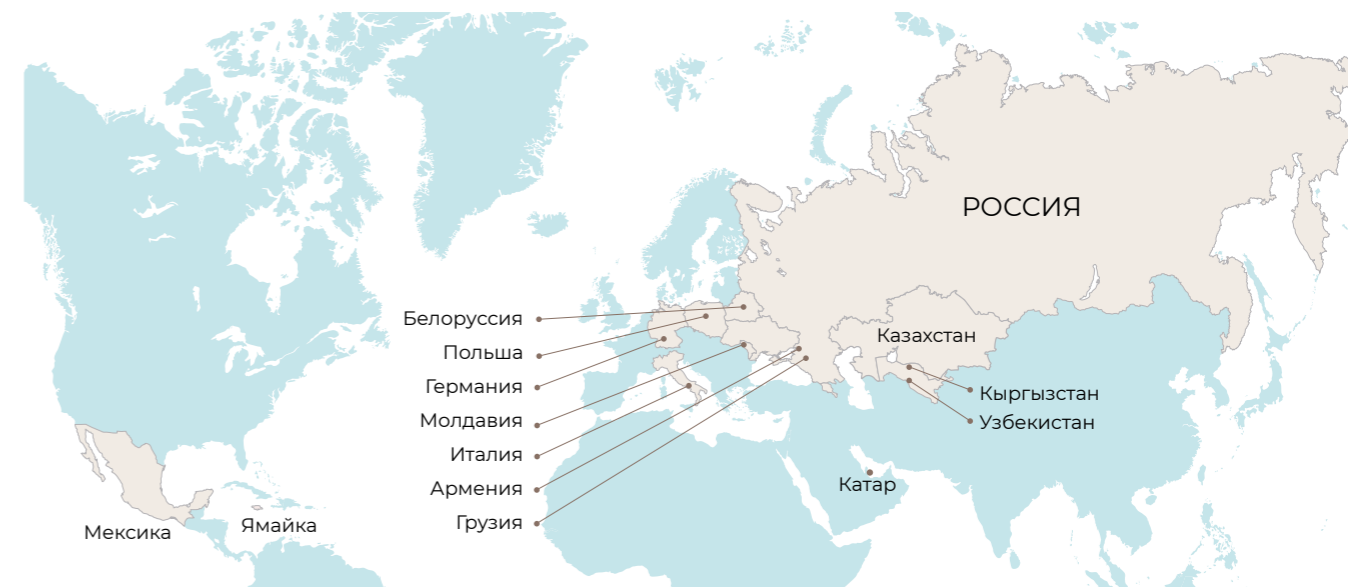 РОССИЯ
Белоруссия
Польша
Германия
Молдавия
Италия
Армения
Грузия
Казахстан
Кыргызстан
Узбекистан
Катар
Мексика
Ямайка